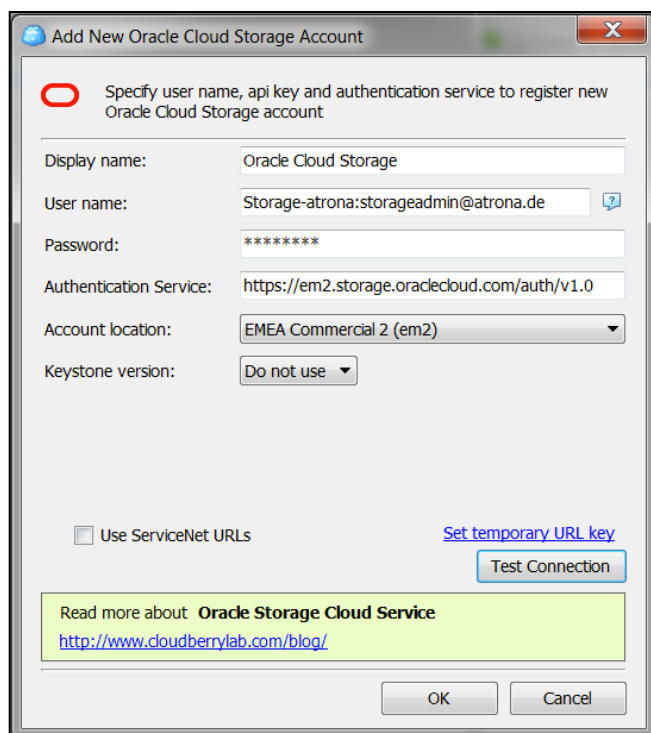 Add New Oracle Cloud Storage Account
Specify user name, api key and authentication service to register new
Oracle Cloud Storage account
Display name: Oracle Cloud Storage
User name: Storage-atrona:storageadmin@atrona.de
Password: ********
Authentication Service: https://em2.storage.oraclecloud.com/auth/v1.0
Account location: EMEA Commercial 2 (em2)
Keystone version: Do not use
Use ServiceNet URLs Set temporary URL key
Test Connection
Read more about Oracle Storage Cloud Service
http://www.cloudberrylab.com/blog/
OK Cancel